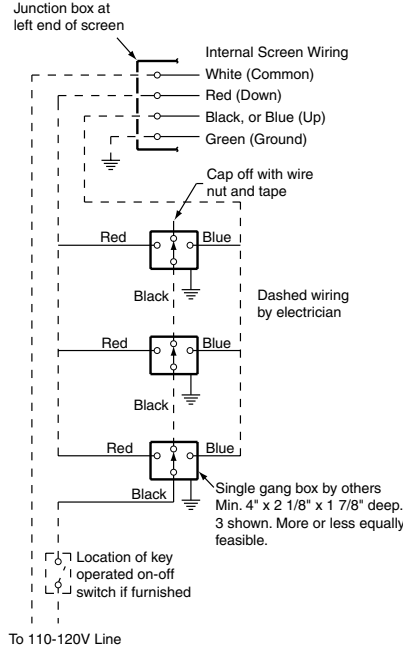 Junction box at
left end of screen
Internal Screen Wiring
White (Common)
Red (Down)
Black, or Blue (Up)
Green (Ground)
Cap off with wire
nut and tape
Red
Blue
Black
Dashed wiring
by electrician
Red
Blue
Black
Red
Blue
Black
Single gang box by others
Min. 4" x 2 1/8" x 1 7/8" deep.
3 shown. More or less equally
feasible.
Location of key
operated on-off
switch if furnished
To 110-120V Line